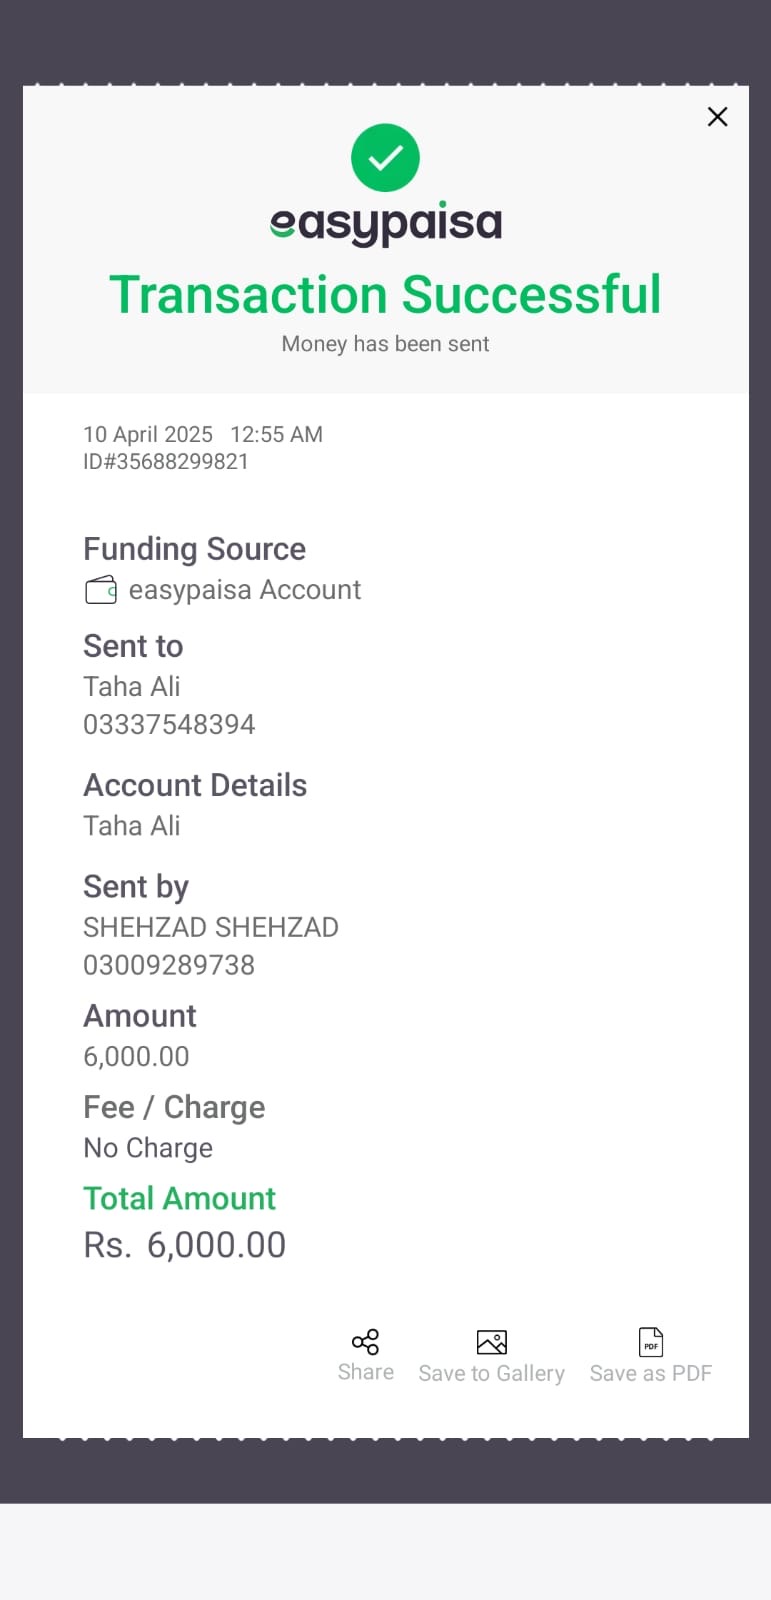 easypaisa
Transaction Successful
Money has been sent
10 April 2025 12:55 AM
ID#35688299821
Funding Source
easypaisa Account
Sent to
Taha Ali
03337548394
Account Details
Taha Ali
Sent by
SHEHZAD SHEHZAD
03009289738
Amount
6,000.00
Fee / Charge
No Charge
Total Amount
Rs. 6,000.00
PDF
Share Save to Gallery Save as PDF